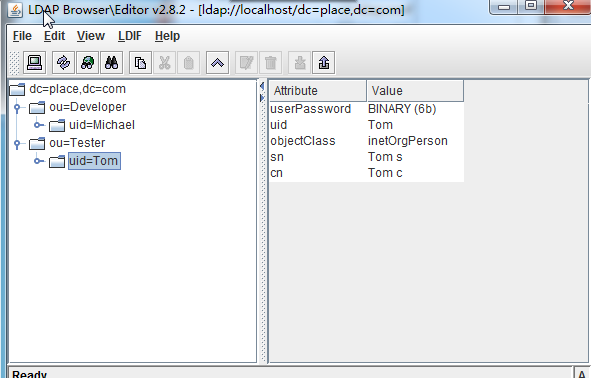 LDAP Browser\Editor v2.8.2 - [ldap://localhost/dc=place,dc=com]
File Edit View LDIF Help
dc=place,dc=com
ou=Developer
uid=Michael
ou=Tester
uid=Tom
Attribute Value
userPassword BINARY (6b)
uid Tom
objectClass inetOrgPerson
sn Tom s
cn Tom c
Ready A